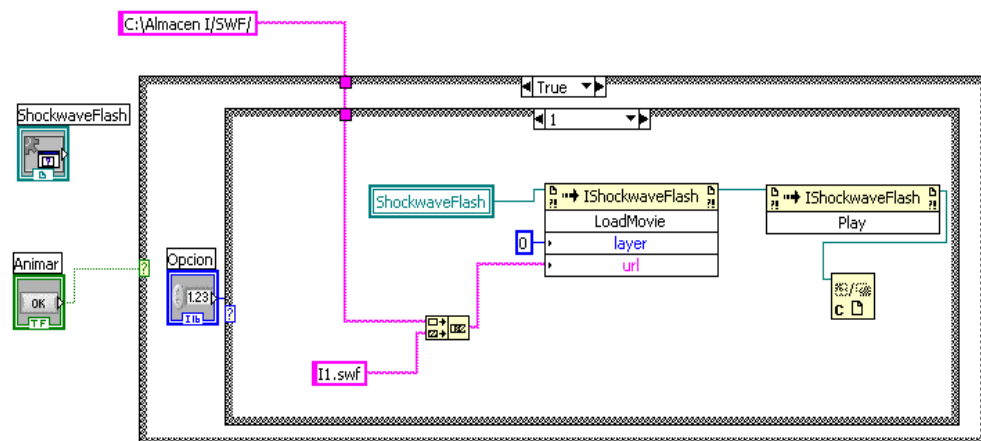 C:\Almacen I/SWF/
True
ShockwaveFlash
?
1
ShockwaveFlash
?! IShockwaveFlash ?!
LoadMovie
0 layer
url
?! IShockwaveFlash ?!
Play
Animar
?
OK
TF
Opcion
1.23
?
C
I1.swf